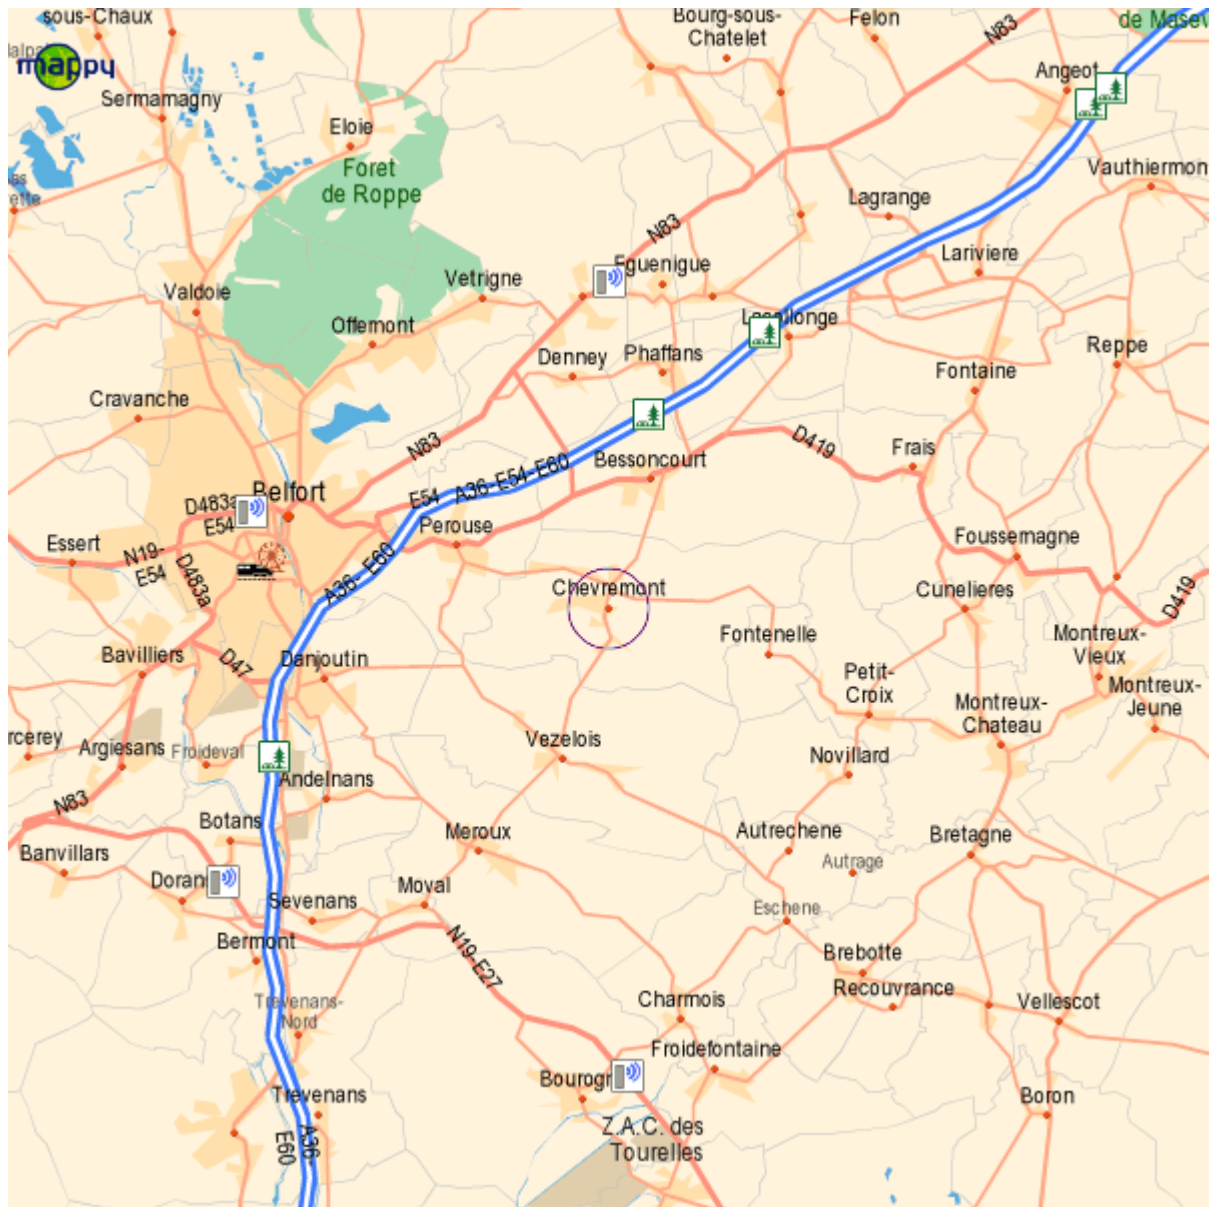 sous-Chaux
Bourg-sous-
Chatelet
Felon
N83
de Masev
mappy
Angeot
Sermamagny
Eloie
Foret
de Roppe
Vauthiermon
ette
Lagrange
N83
Lariviere
Eguenigue
Vetrigne
Valdoie
Offemont
Denney
Phaffans
Reppe
Fontaine
Cravanche
N83
D419
Frais
Bessoncourt
A36-E54-E60
E54
Belfort
D483a
E54
Perouse
Essert
N19-
E54
D483a
A36- E60
Foussemagne
Chevremont
Cunelieres
D419
Fontenelle
Montreux-
Vieux
Bavilliers
D47
Danjoutin
Petit-
Croix
Montreux-
Jeune
Montreux-
Chateau
rcerey
Argiesans
Froideval
Vezelois
Novillard
Andelnans
N83
Botans
Meroux
Autrechene
Bretagne
Banvillars
Autrage
Dorans
Moval
Sevenans
Eschene
Bermont
N19-E27
Brebotte
Recouvrance
Trevenans-
Nord
Charmois
Vellescot
Froidefontaine
Bourogr
Trevenans
Boron
Z.A.C. des
Tourelles
A36-
E60